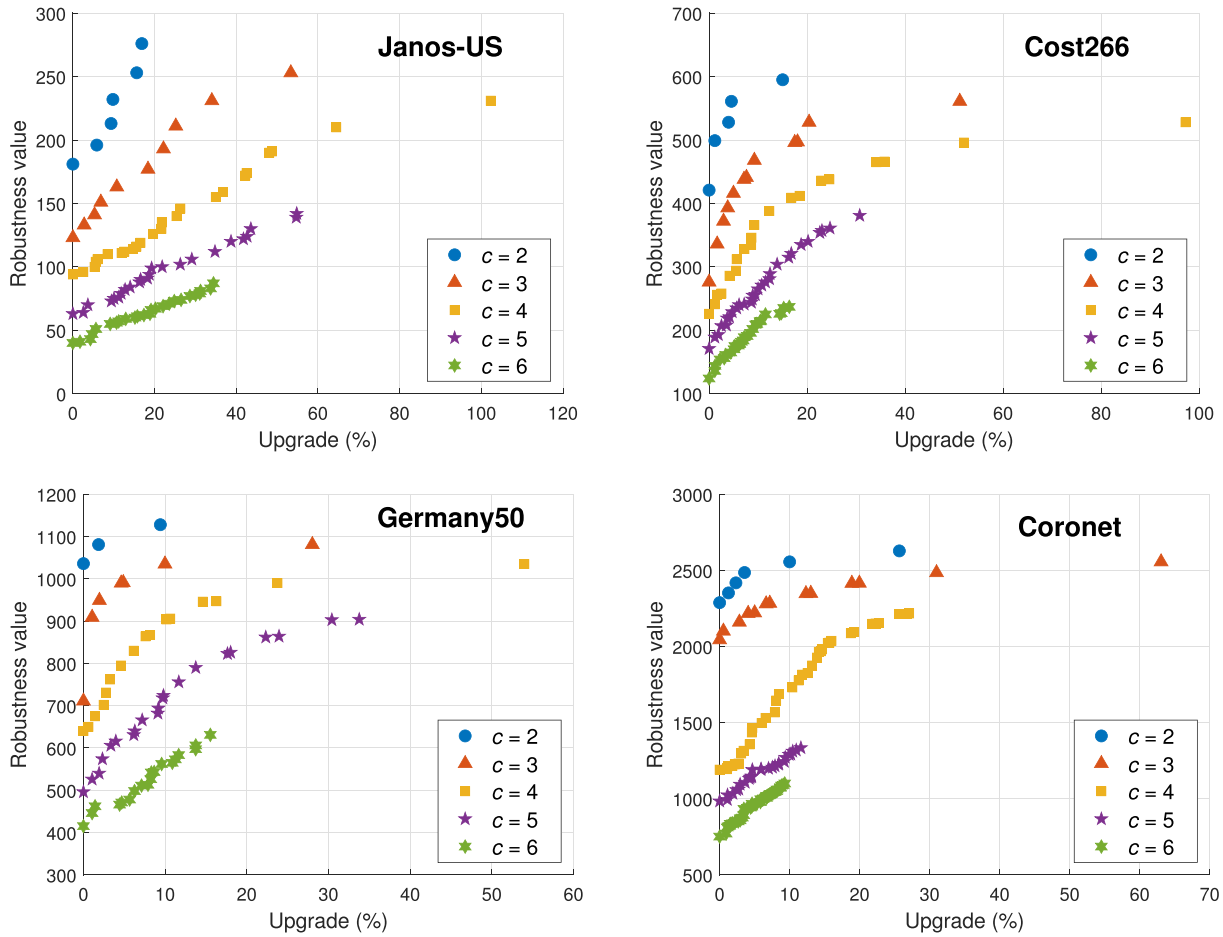 Janos-US
Robustness value
300
250
200
150
100
50
0
0 20 40 60 80 100 120
Upgrade (%)
c = 2
c = 3
c = 4
c = 5
c = 6
Cost266
Robustness value
700
600
500
400
300
200
100
0 20 40 60 80 100
Upgrade (%)
c = 2
c = 3
c = 4
c = 5
c = 6
Germany50
Robustness value
1200
1100
1000
900
800
700
600
500
400
300
0 10 20 30 40 50 60
Upgrade (%)
c = 2
c = 3
c = 4
c = 5
c = 6
Coronet
Robustness value
3000
2500
2000
1500
1000
500
0 10 20 30 40 50 60 70
Upgrade (%)
c = 2
c = 3
c = 4
c = 5
c = 6